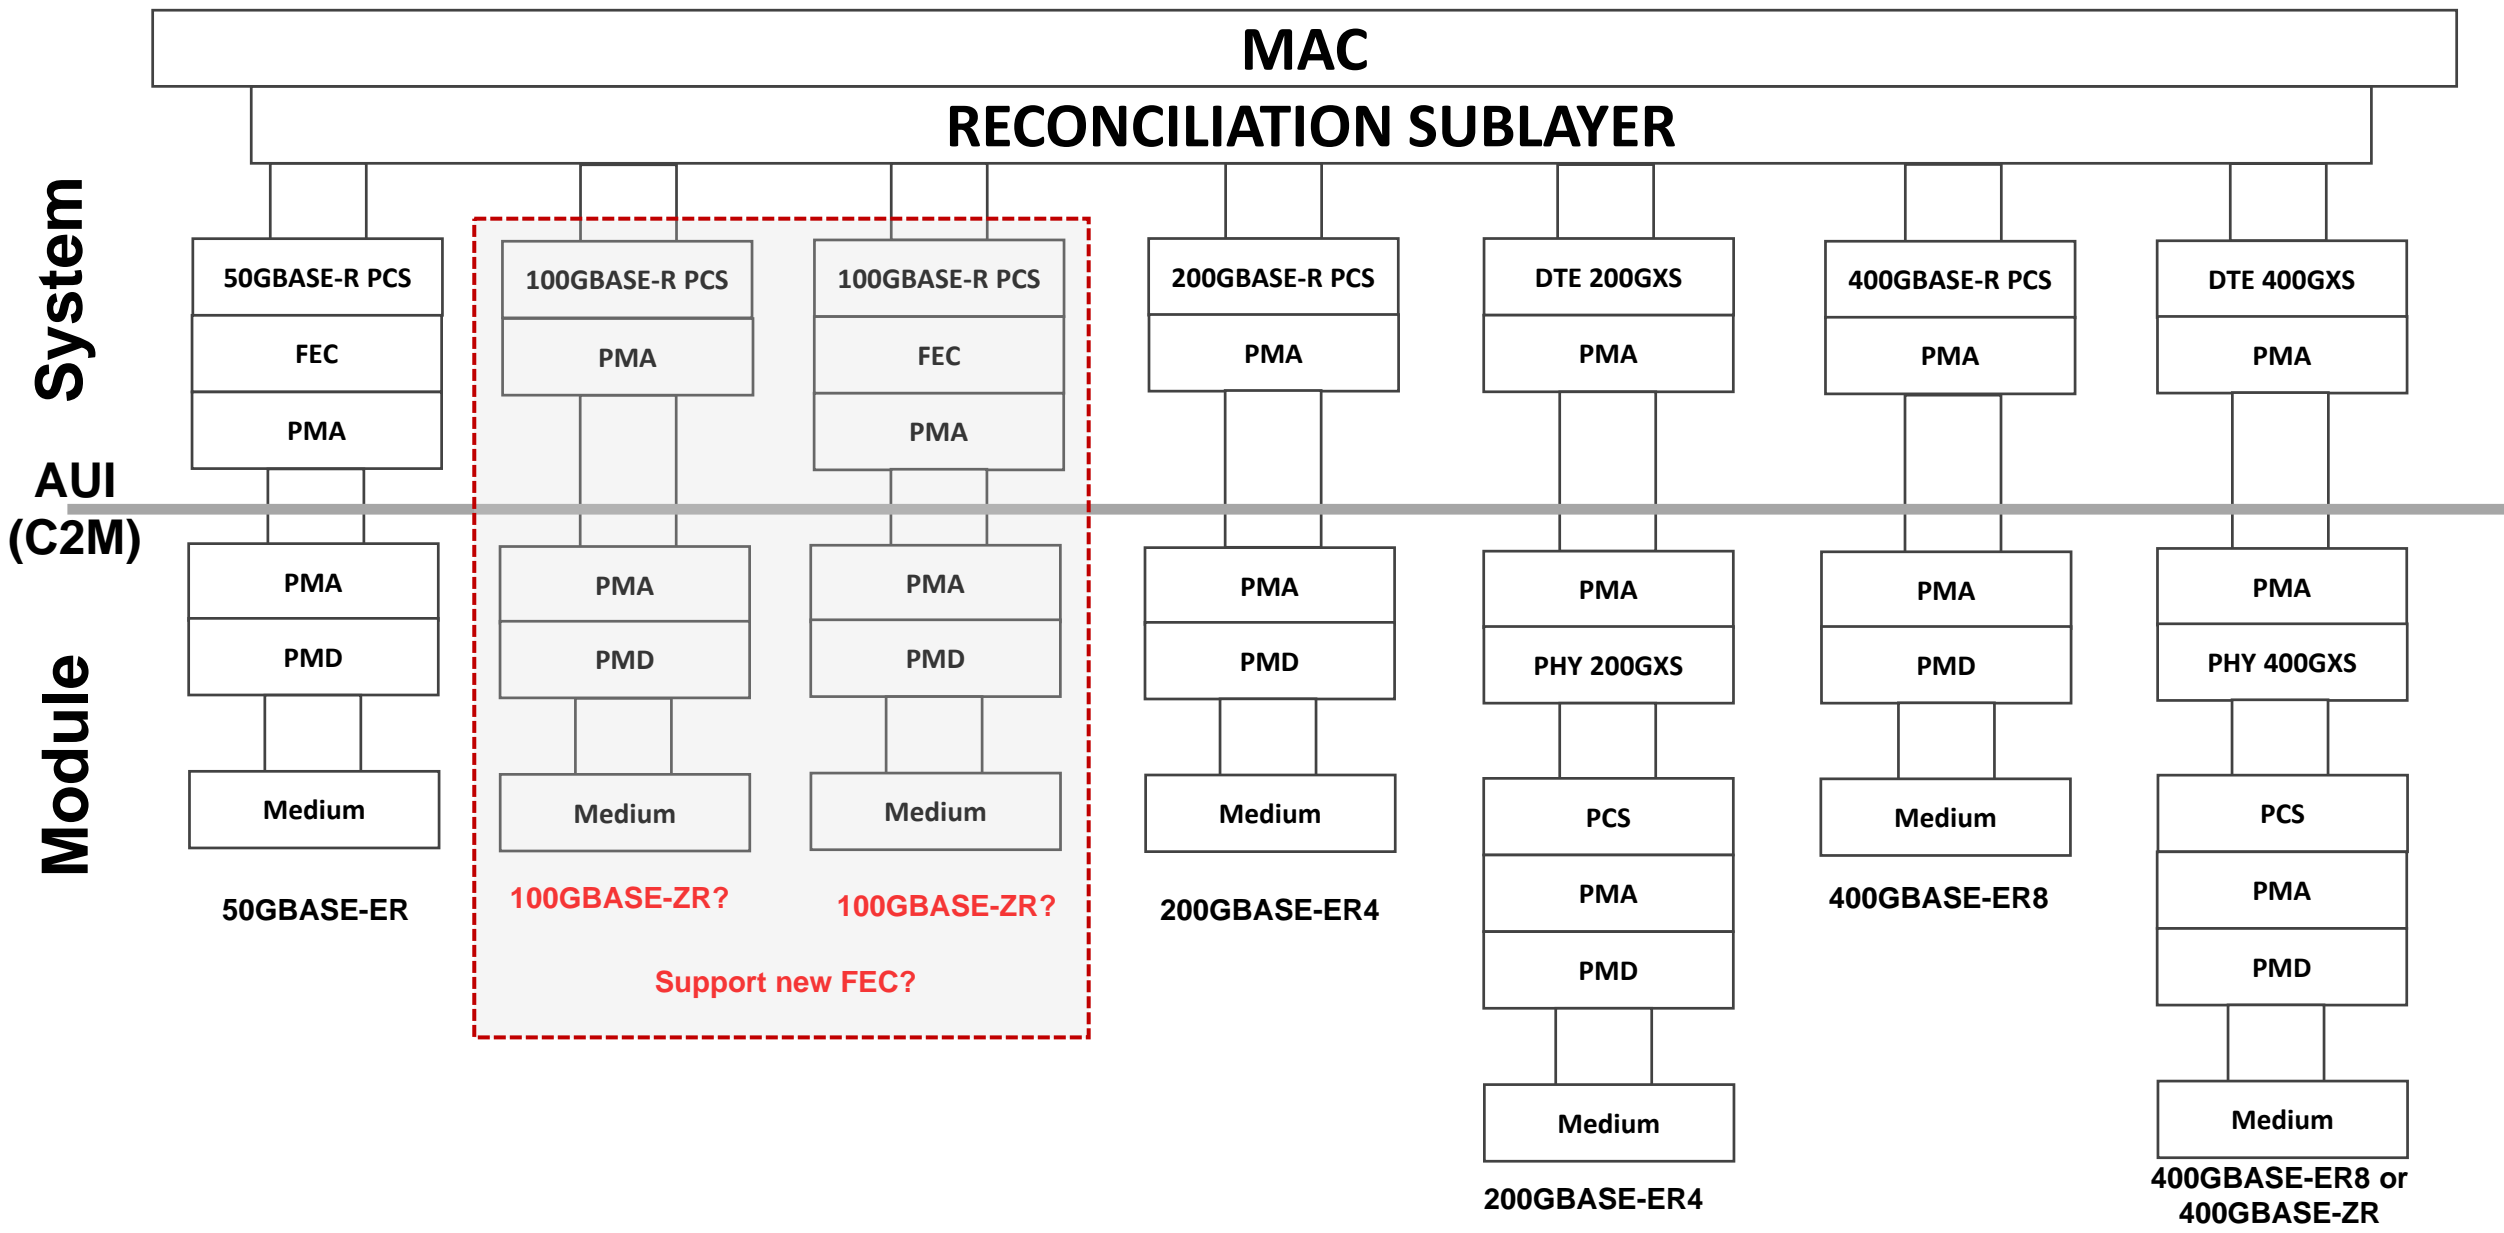 MAC
RECONCILIATION SUBLAYER
System
AUI
(C2M)
Module
50GBASE-R PCS
FEC
PMA
PMA
PMD
Medium
50GBASE-ER
100GBASE-R PCS
PMA
PMA
PMD
Medium
100GBASE-ZR?
100GBASE-R PCS
FEC
PMA
PMA
PMD
Medium
100GBASE-ZR?
Support new FEC?
200GBASE-R PCS
PMA
PMA
PMD
Medium
200GBASE-ER4
DTE 200GXS
PMA
PMA
PHY 200GXS
PCS
PMA
PMD
Medium
200GBASE-ER4
400GBASE-R PCS
PMA
PMA
PMD
Medium
400GBASE-ER8
DTE 400GXS
PMA
PMA
PHY 400GXS
PCS
PMA
PMD
Medium
400GBASE-ER8 or
400GBASE-ZR